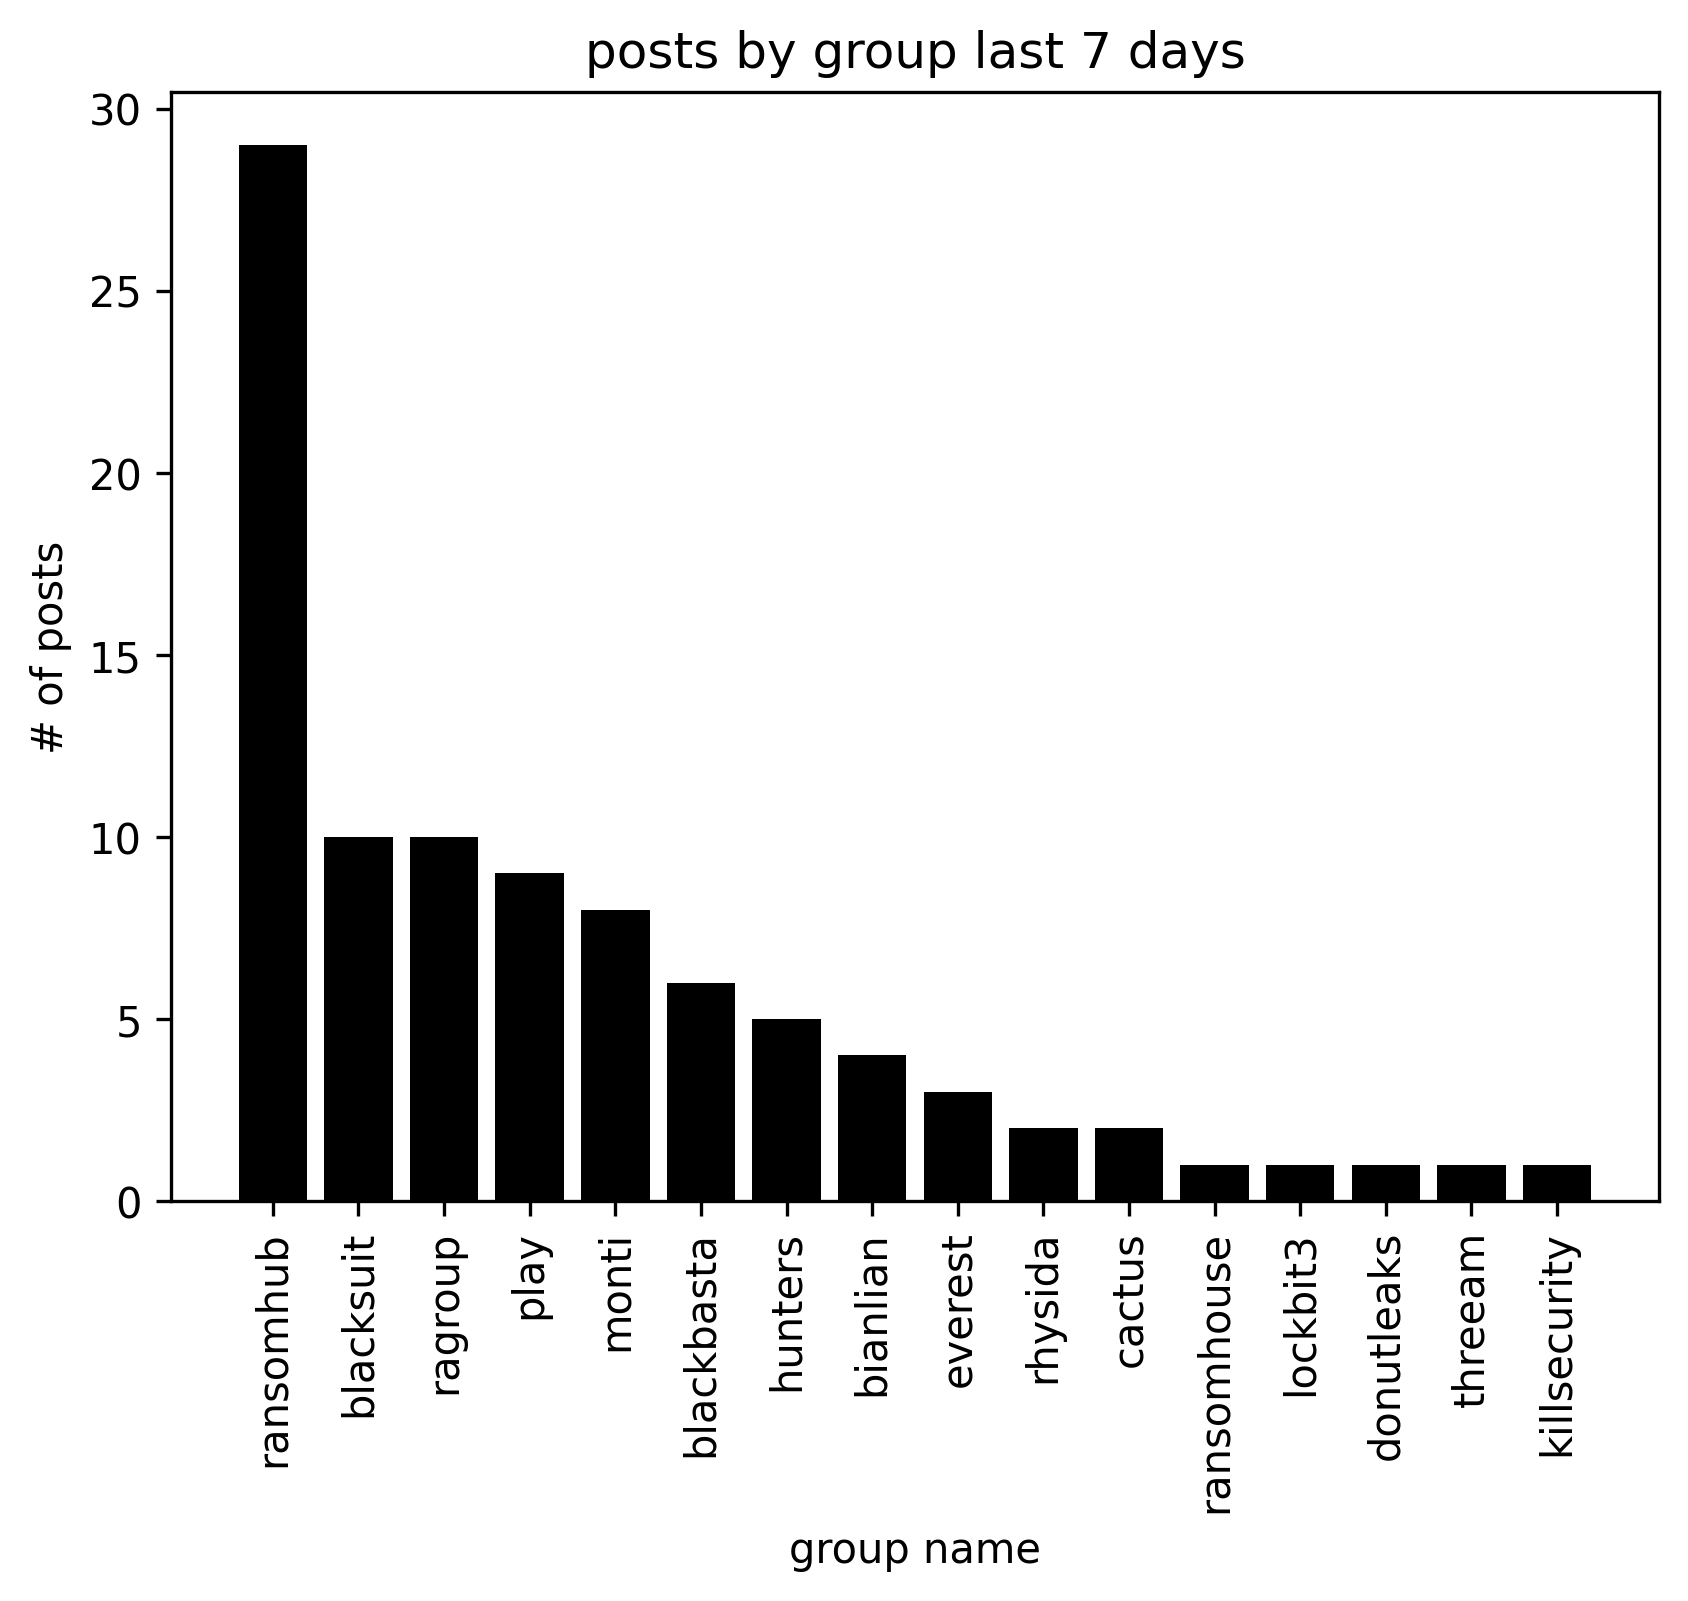 posts by group last 7 days
30
25
20
15
10
5
0
# of posts
ransomhub
blacksuit
ragroup
play
monti
blackbasta
hunters
bianlian
everest
rhysida
cactus
ransomhouse
lockbit3
donutleaks
threeam
killsecurity
group name